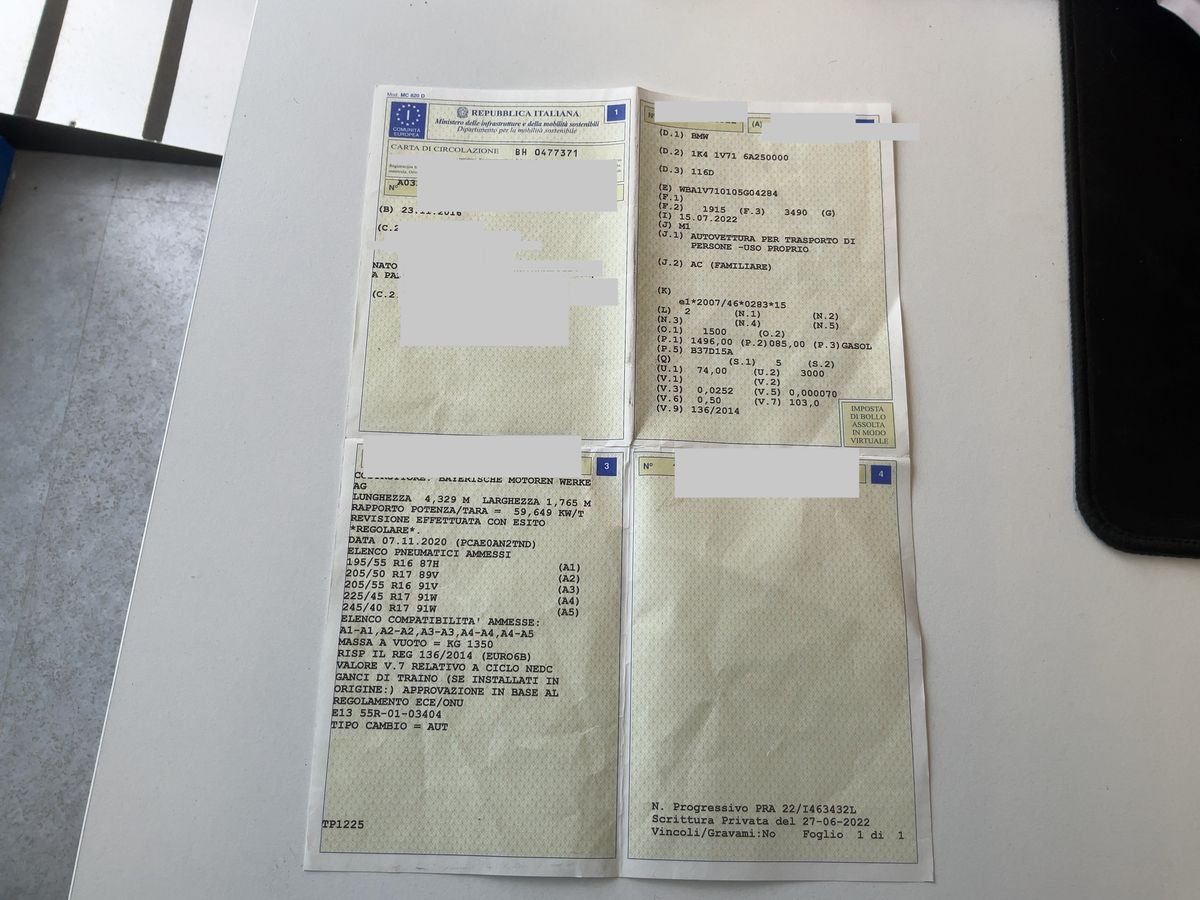 Mod. MC 820 D
REPUBBLICA ITALIANA
Ministero delle infrastrutture e della mobilità sostenibili
Dipartimento per la mobilità sostenibile
I
COMUNITÀ
EUROPEA
1
CARTA DI CIRCOLAZIONE BH 0477371
N°
(B) 23.11.2016
(C.2
NATO
A PA
(C.2
(A)
(D.1) BMW
(D.2) 1K4 1V71 6A250000
(D.3) 116D
(E) WBA1V710105G04284
(F.1)
(F.2) 1915 (F.3) 3490 (G)
(I) 15.07.2022
(J) M1
(J.1) AUTOVETTURA PER TRASPORTO DI
PERSONE -USO PROPRIO
(J.2) AC (FAMILIARE)
(K)
e1*2007/46*0283*15
(L) 2 (N.1) (N.2)
(N.3) (N.4) (N.5)
(O.1) 1500 (O.2)
(P.1) 1496,00 (P.2)085,00 (P.3)GASOL
(P.5) B37D15A
(Q) (S.1) 5 (S.2)
(U.1) 74,00 (U.2) 3000
(V.1) (V.2)
(V.3) 0,0252 (V.5) 0,000070
(V.6) 0,50 (V.7) 103,0
(V.9) 136/2014
IMPOSTA
DI BOLLO
ASSOLTA
IN MODO
VIRTUALE
3
COSTRUTTORE: BAYERISCHE MOTOREN WERKE
AG
LUNGHEZZA 4,329 M LARGHEZZA 1,765 M
RAPPORTO POTENZA/TARA = 59,649 KW/T
REVISIONE EFFETTUATA CON ESITO
*REGOLARE*.
DATA 07.11.2020 (PCAE0AN2TND)
ELENCO PNEUMATICI AMMESSI
195/55 R16 87H (A1)
205/50 R17 89V (A2)
205/55 R16 91V (A3)
225/45 R17 91W (A4)
245/40 R17 91W (A5)
ELENCO COMPATIBILITA' AMMESSE:
A1-A1,A2-A2,A3-A3,A4-A4,A4-A5
MASSA A VUOTO = KG 1350
RISP IL REG 136/2014 (EURO6B)
VALORE V.7 RELATIVO A CICLO NEDC
GANCI DI TRAINO (SE INSTALLATI IN
ORIGINE:) APPROVAZIONE IN BASE AL
REGOLAMENTO ECE/ONU
E13 55R-01-03404
TIPO CAMBIO = AUT
TP1225
N° 4
N. Progressivo PRA 22/I463432L
Scrittura Privata del 27-06-2022
Vincoli/Gravami:No Foglio 1 di 1